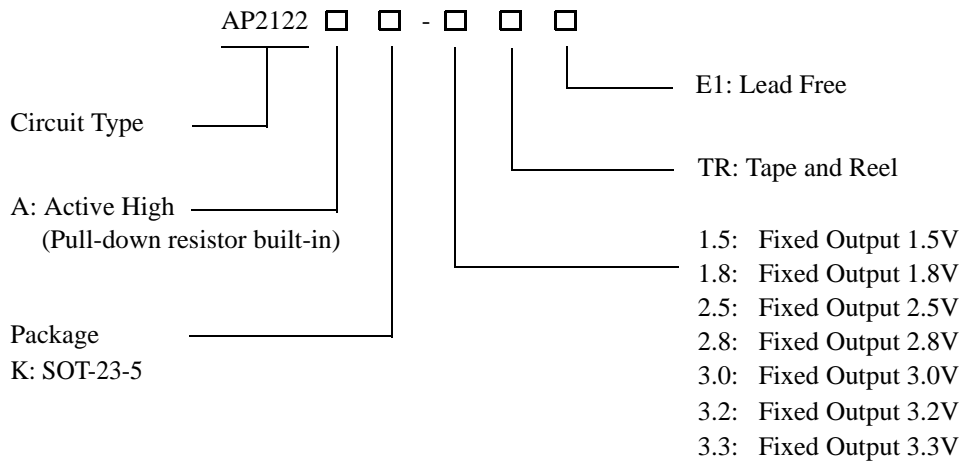 AP2122 □ □ - □ □ □
E1: Lead Free
Circuit Type
TR: Tape and Reel
A: Active High
(Pull-down resistor built-in)
1.5: Fixed Output 1.5V
1.8: Fixed Output 1.8V
2.5: Fixed Output 2.5V
2.8: Fixed Output 2.8V
3.0: Fixed Output 3.0V
3.2: Fixed Output 3.2V
3.3: Fixed Output 3.3V
Package
K: SOT-23-5